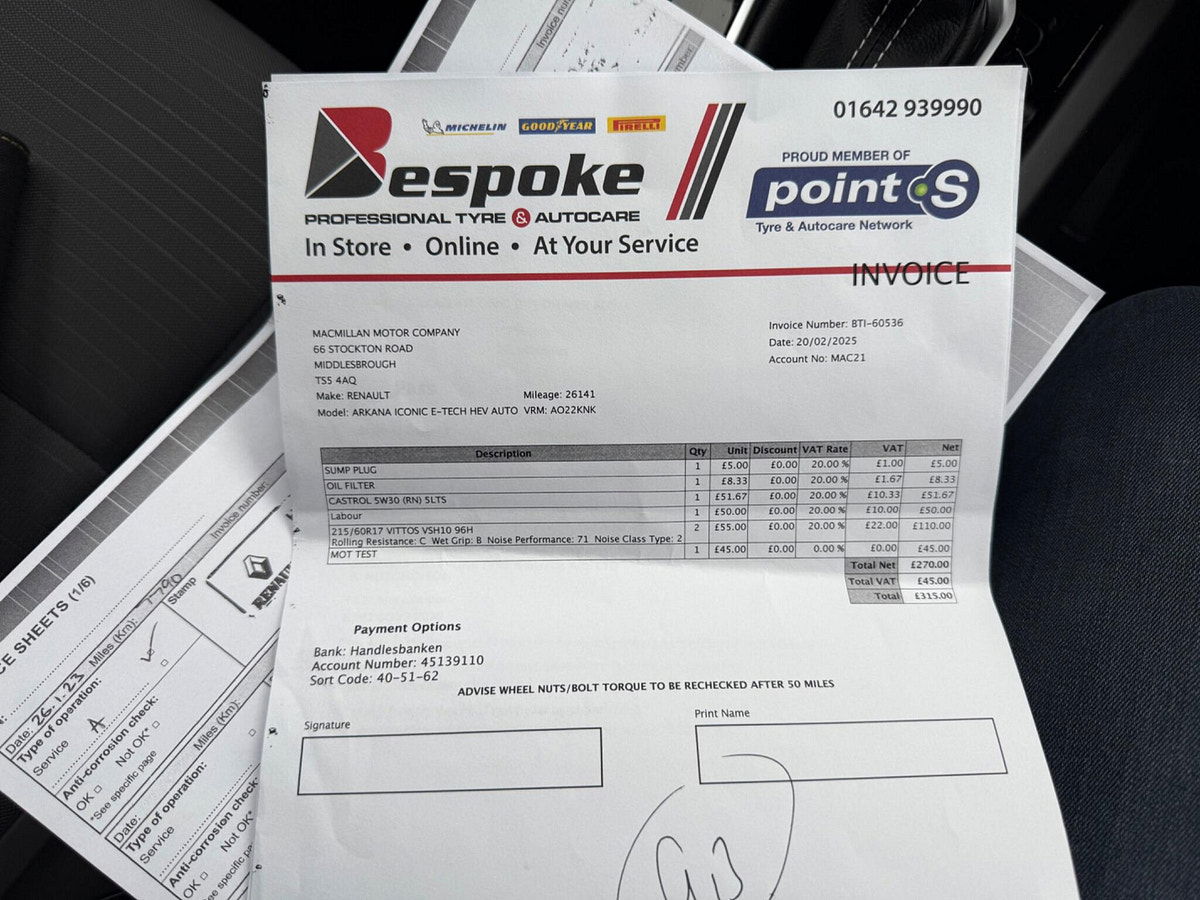 Invoice num
mber:
MICHELIN GOODYEAR PIRELLI
01642 939990
Bespoke
PROFESSIONAL TYRE & AUTOCARE
In Store • Online • At Your Service
PROUD MEMBER OF
point S
Tyre & Autocare Network
INVOICE
MACMILLAN MOTOR COMPANY
66 STOCKTON ROAD
MIDDLESBROUGH
TS5 4AQ
Make: RENAULT Mileage: 26141
Model: ARKANA ICONIC E-TECH HEV AUTO VRM: AO22KNK
Invoice Number: BTI-60536
Date: 20/02/2025
Account No: MAC21
Description Qty Unit Discount VAT Rate VAT Net
SUMP PLUG 1 £5.00 £0.00 20.00 % £1.00 £5.00
OIL FILTER 1 £8.33 £0.00 20.00 % £1.67 £8.33
CASTROL 5W30 (RN) 5LTS 1 £51.67 £0.00 20.00 % £10.33 £51.67
Labour 1 £50.00 £0.00 20.00 % £10.00 £50.00
215/60R17 VITTOS VSH10 96H 2 £55.00 £0.00 20.00 % £22.00 £110.00
Rolling Resistance: C Wet Grip: B Noise Performance: 71 Noise Class Type: 2
MOT TEST 1 £45.00 £0.00 0.00 % £0.00 £45.00
Total Net £270.00
Total VAT £45.00
Total £315.00
Payment Options
Bank: Handlesbanken
Account Number: 45139110
Sort Code: 40-51-62
ADVISE WHEEL NUTS/BOLT TORQUE TO BE RECHECKED AFTER 50 MILES
Signature
Print Name
GB
CE SHEETS (1/6)
Invoice number:
Date: 26.1.23 Miles (Km): 7790
Stamp
RENAU
Type of operation:
Service A
Anti-corrosion check:
OK Not OK*
*See specific page
Date: Miles (Km):
Type of operation:
Service
Anti-corrosion check:
OK Not OK*
*See specific p